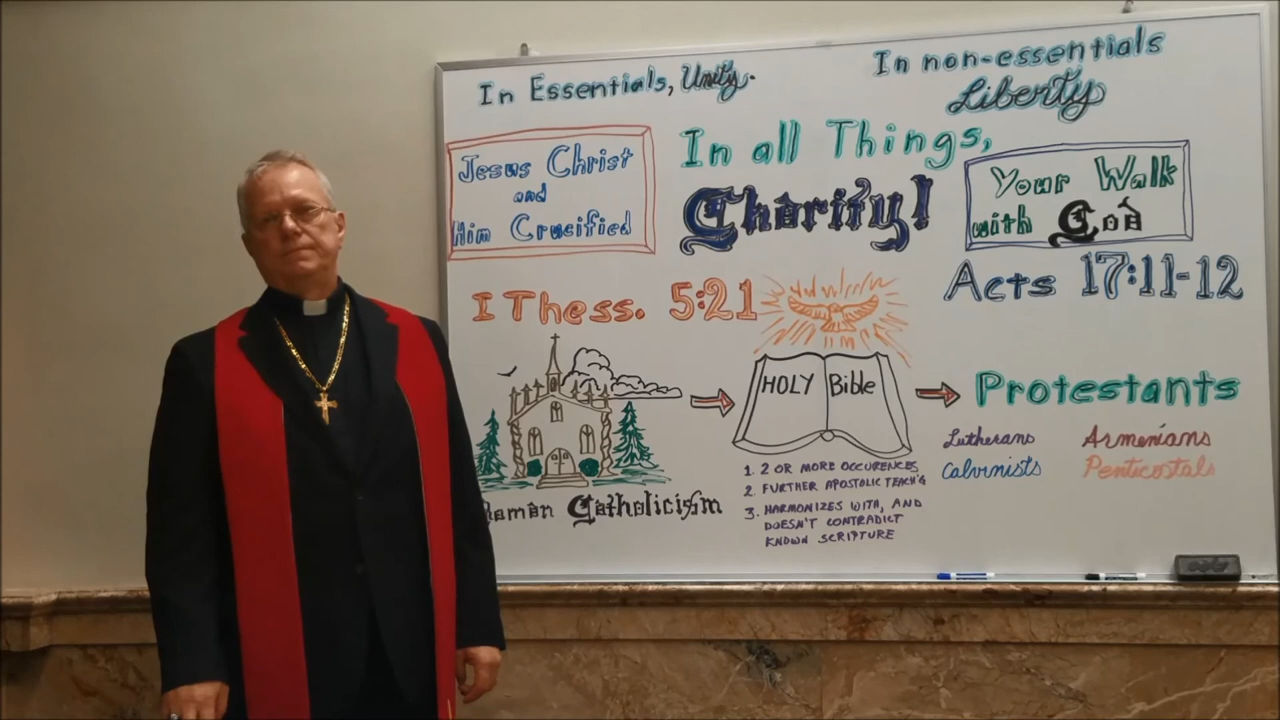 In Essentials, Unity.
In non-essentials
Liberty
In all Things,
Charity!
Jesus Christ
and
Him Crucified
Your Walk
with God
Acts 17:11-12
I Thess. 5:21
HOLY Bible
Protestants
Lutherans
Armenians
Calvinists
Penticostals
Roman Catholicism
1. 2 OR MORE OCCURENCES
2. FURTHER APOSTOLIC TEACH'G
3. HARMONIZES WITH, AND
DOESN'T CONTRADICT
KNOWN SCRIPTURE